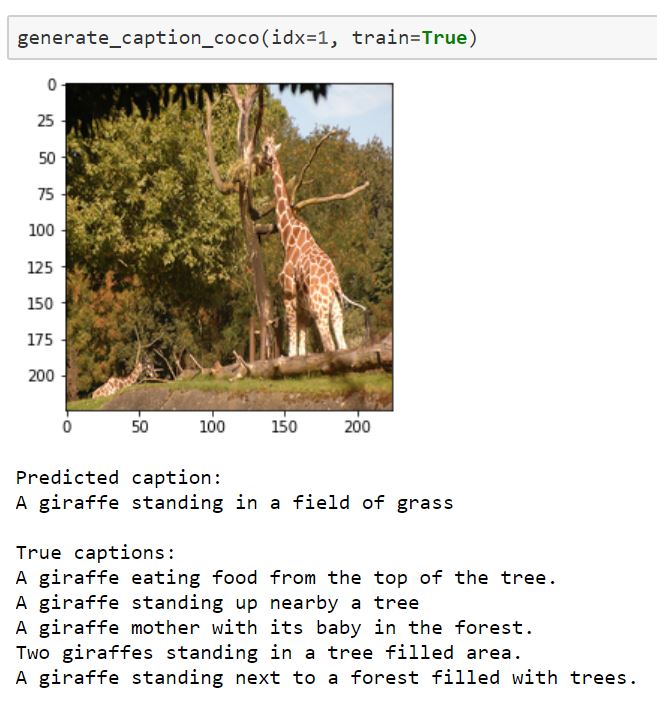 generate_caption_coco(idx=1, train=True)
0
25
50
75
100
125
150
175
200
0 50 100 150 200
Predicted caption:
A giraffe standing in a field of grass
True captions:
A giraffe eating food from the top of the tree.
A giraffe standing up nearby a tree
A giraffe mother with its baby in the forest.
Two giraffes standing in a tree filled area.
A giraffe standing next to a forest filled with trees.